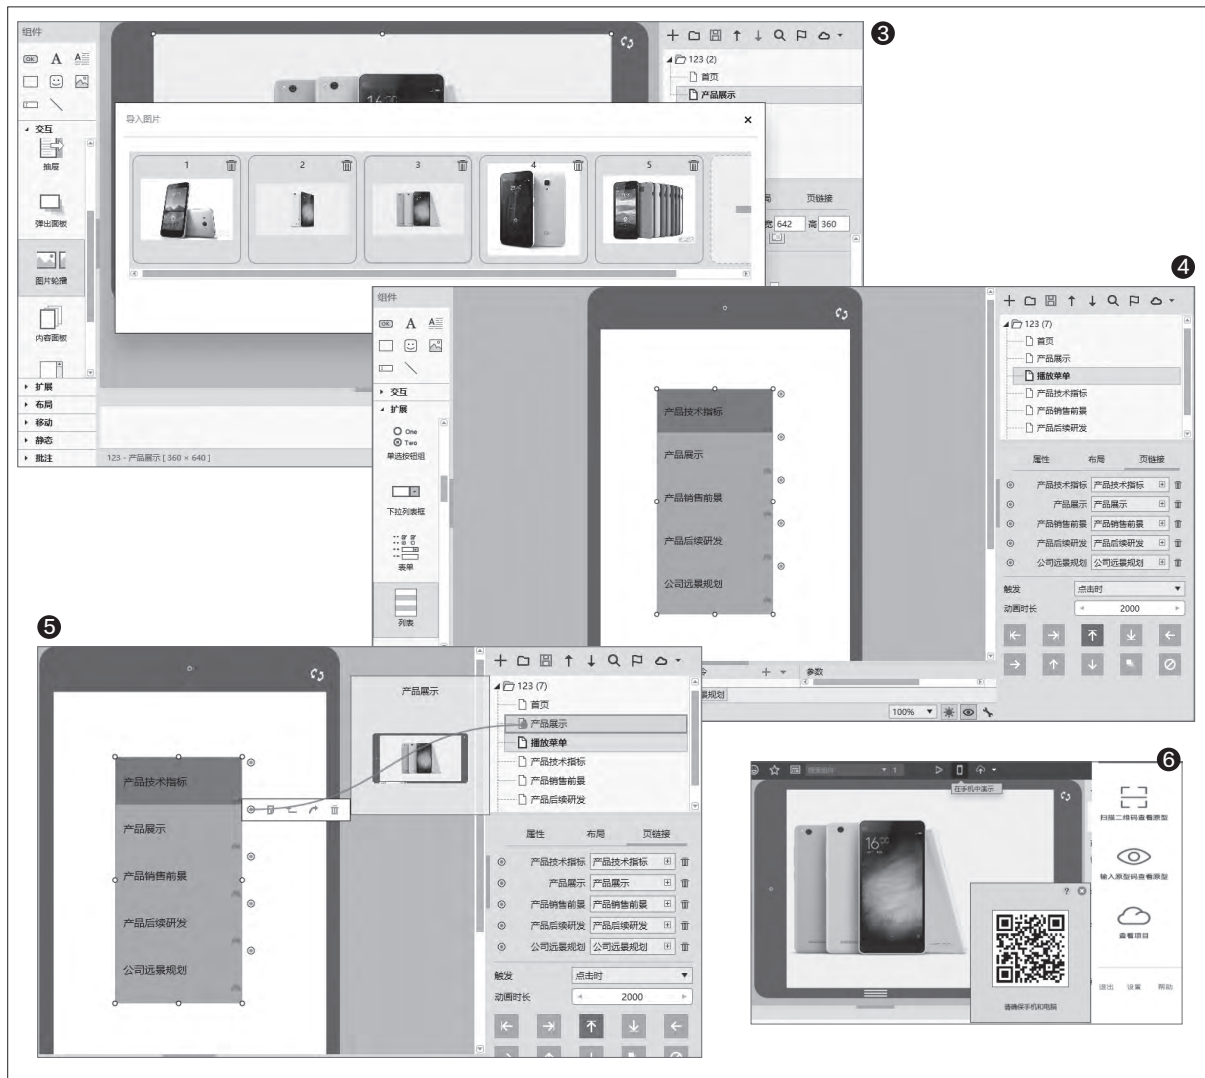 组件
OK A A
交互
抽屉
弹出面板
图片轮播
内容面板
扩展
布局
移动
静态
批注
123 - 产品展示 [ 360 × 640 ]
导入图片
1 2 3 4 5
123 (2)
首页
产品展示
页链接
宽 642 高 360
❸
❹
组件
OK A A
交互
扩展
One
Two
单选按钮组
下拉列表框
表单
列表
产品技术指标
产品展示
产品销售前景
产品后续研发
公司远景规划
123 (7)
首页
产品展示
播放菜单
产品技术指标
产品销售前景
产品后续研发
属性 布局 页链接
产品技术指标 产品技术指标
产品展示 产品展示
产品销售前景 产品销售前景
产品后续研发 产品后续研发
公司远景规划 公司远景规划
触发 点击时
动画时长 2000
参数
景规划
100%
❺
产品技术指标
产品展示
产品销售前景
产品后续研发
公司远景规划
产品展示
123 (7)
首页
产品展示
播放菜单
产品技术指标
产品销售前景
产品后续研发
属性 布局 页链接
产品技术指标 产品技术指标
产品展示 产品展示
产品销售前景 产品销售前景
产品后续研发 产品后续研发
公司远景规划 公司远景规划
触发 点击时
动画时长 2000
❻
在手机中演示
扫描二维码查看原型
输入原型码查看原型
查看项目
退出 设置 帮助
请确保手机和电脑